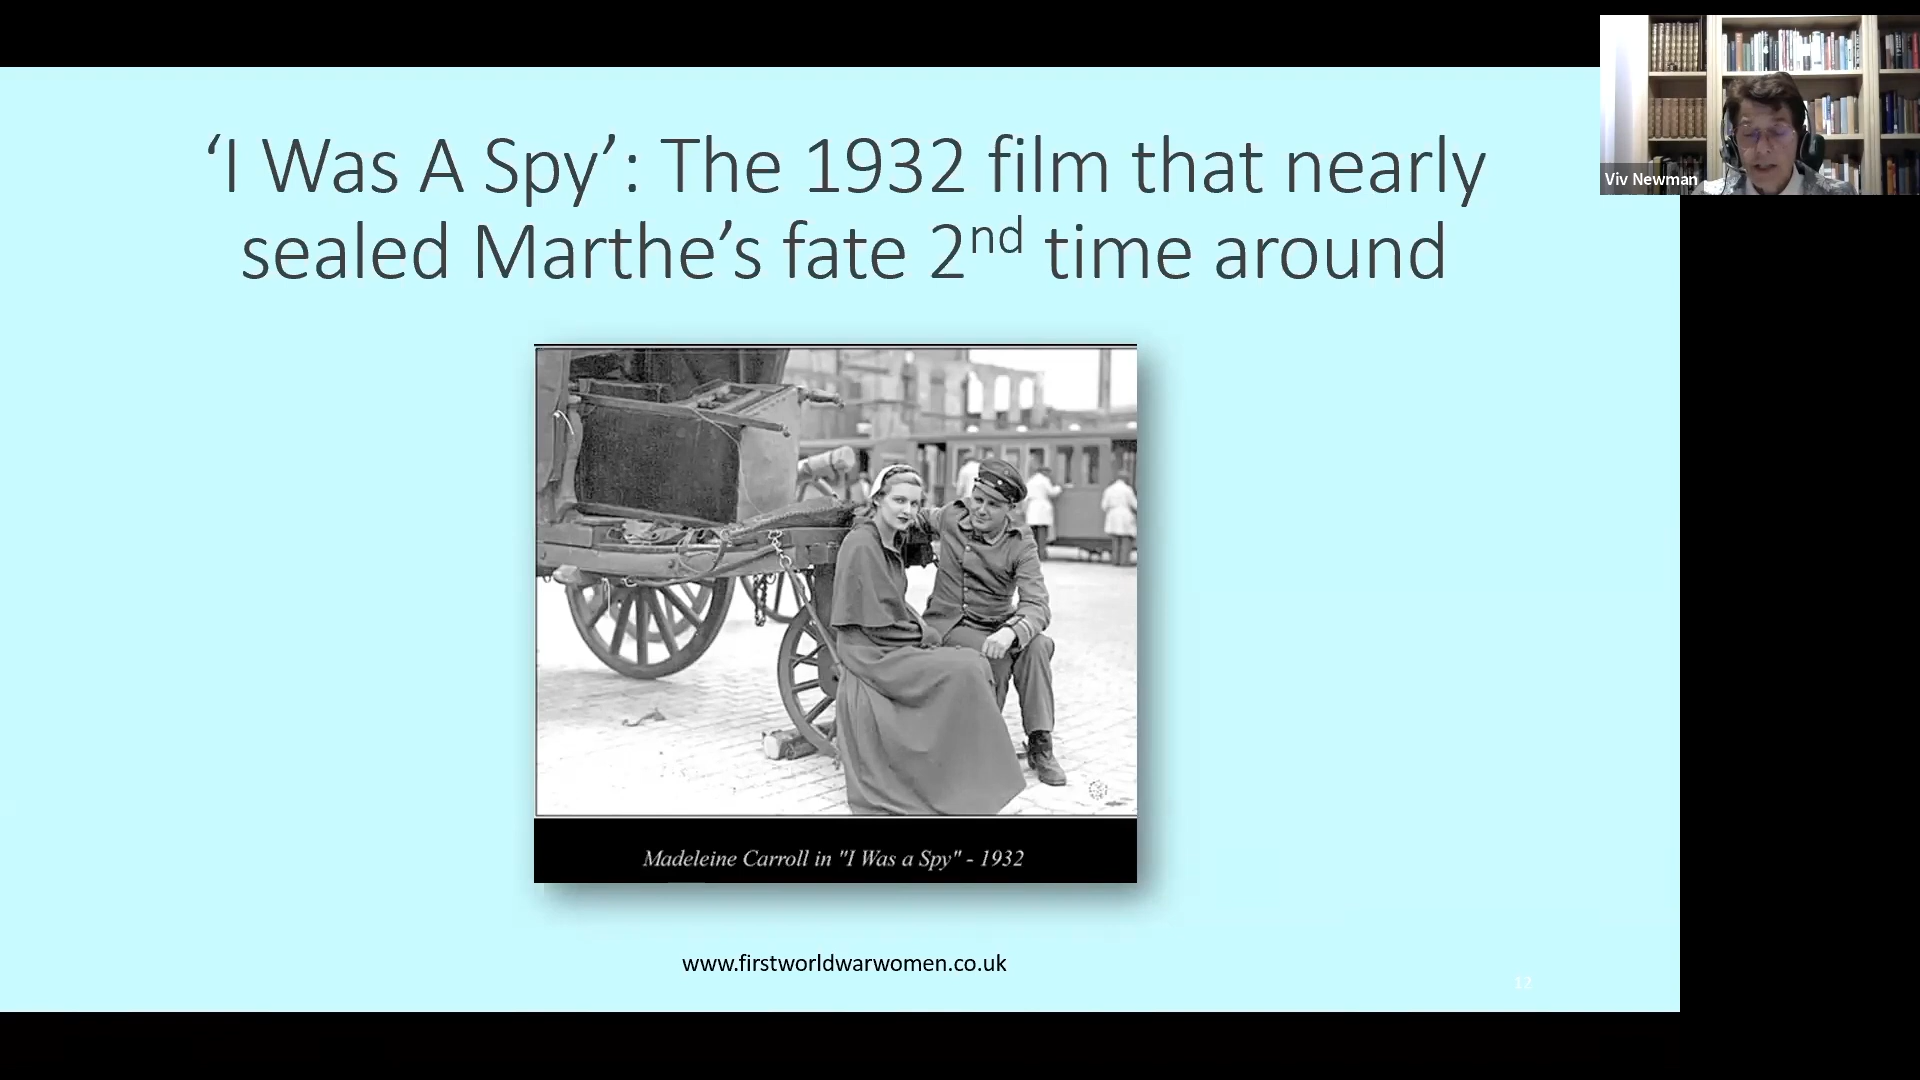 ‘I Was A Spy’: The 1932 film that nearly
sealed Marthe’s fate 2nd time around
Viv Newman
Madeleine Carroll in "I Was a Spy" - 1932
www.firstworldwarwomen.co.uk
12